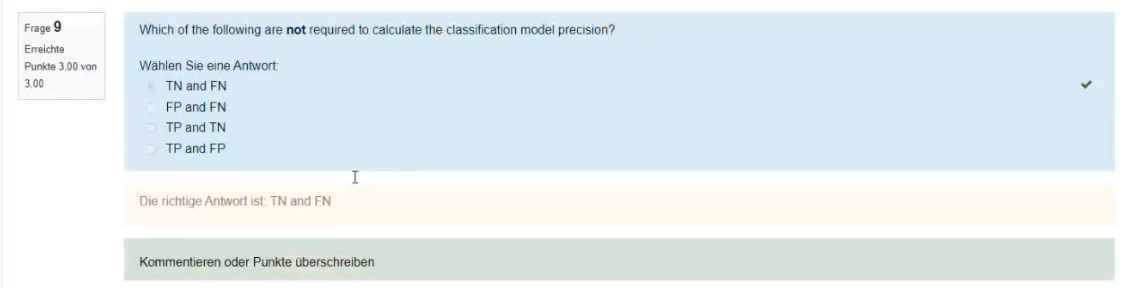 Frage 9
Erreichte
Punkte 3,00 von
3,00
Which of the following are not required to calculate the classification model precision?
Wählen Sie eine Antwort:
TN and FN
FP and FN
TP and TN
TP and FP
Die richtige Antwort ist: TN and FN
Kommentieren oder Punkte überschreiben